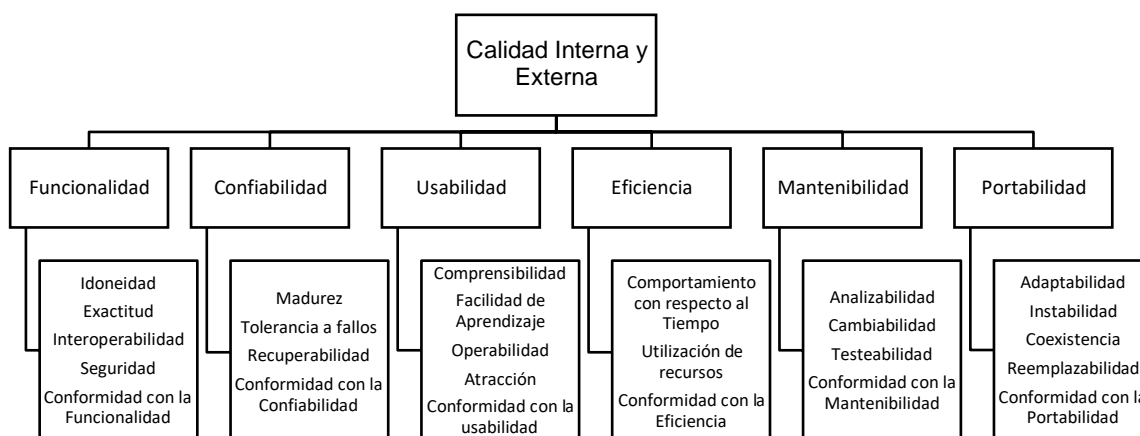 Calidad Interna y
Externa
Funcionalidad
Confiabilidad
Usabilidad
Eficiencia
Mantenibilidad
Portabilidad
Idoneidad
Exactitud
Interoperabilidad
Seguridad
Conformidad con la
Funcionalidad
Madurez
Tolerancia a fallos
Recuperabilidad
Conformidad con la
Confiabilidad
Comprensibilidad
Facilidad de
Aprendizaje
Operabilidad
Atracción
Conformidad con la
usabilidad
Comportamiento
con respecto al
Tiempo
Utilización de
recursos
Conformidad con la
Eficiencia
Analizabilidad
Cambiabilidad
Testeabilidad
Conformidad con la
Mantenibilidad
Adaptabilidad
Instabilidad
Coexistencia
Reemplazabilidad
Conformidad con la
Portabilidad